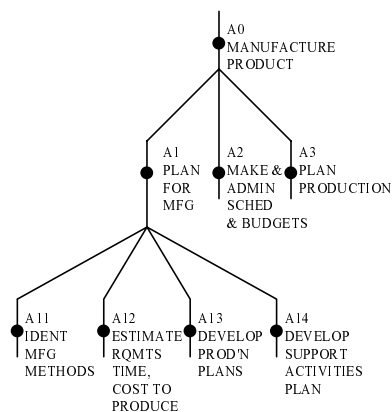 A0
MANUFACTURE
PRODUCT
A1
PLAN
FOR
MFG
A2
MAKE &
ADMIN
SCHED
& BUDGETS
A3
PLAN
PRODUCTION
A11
IDENT
MFG
METHODS
A12
ESTIMATE
RQMTS
TIME,
COST TO
PRODUCE
A13
DEVELOP
PROD'N
PLANS
A14
DEVELOP
SUPPORT
ACTIVITIES
PLAN